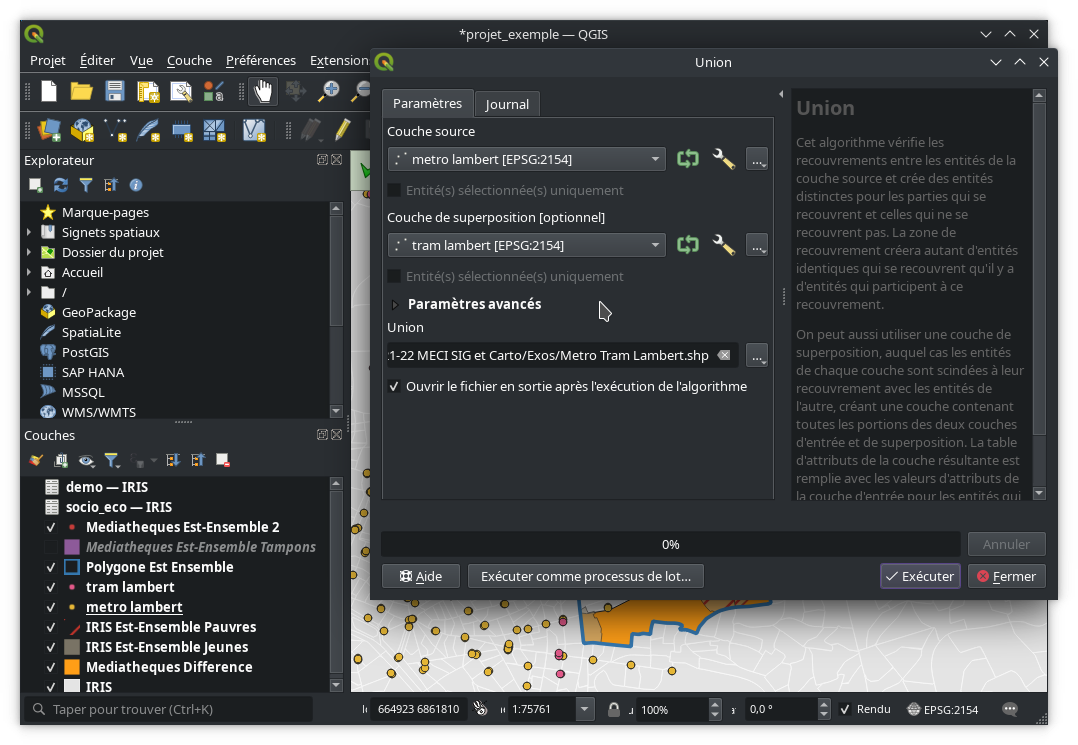 *projet_exemple — QGIS
Projet Éditer Vue Couche Préférences Extension
Explorateur
Marque-pages
Signets spatiaux
Dossier du projet
Accueil
/
GeoPackage
SpatiaLite
PostGIS
SAP HANA
MSSQL
WMS/WMTS
Couches
demo — IRIS
socio_eco — IRIS
Mediatheques Est-Ensemble 2
Mediatheques Est-Ensemble Tampons
Polygone Est Ensemble
tram lambert
metro lambert
IRIS Est-Ensemble Pauvres
IRIS Est-Ensemble Jeunes
Mediatheques Difference
IRIS
Union
Paramètres Journal
Couche source
metro lambert [EPSG:2154]
...
Entité(s) sélectionnée(s) uniquement
Couche de superposition [optionnel]
tram lambert [EPSG:2154]
...
Entité(s) sélectionnée(s) uniquement
Paramètres avancés
Union
1-22 MECI SIG et Carto/Exos/Metro Tram Lambert.shp
...
Ouvrir le fichier en sortie après l'exécution de l'algorithme
Union
Cet algorithme vérifie les
recouvrements entre les entités de la
couche source et crée des entités
distinctes pour les parties qui se
recouvrent et celles qui ne se
recouvrent pas. La zone de
recouvrement créera autant d'entités
identiques qui se recouvrent qu'il y a
d'entités qui participent à ce
recouvrement.
On peut aussi utiliser une couche de
superposition, auquel cas les entités
de chaque couche sont scindées à leur
recouvrement avec les entités de
l'autre, créant une couche contenant
toutes les portions des deux couches
d'entrée et de superposition. La table
d'attributs de la couche résultante est
remplie avec les valeurs d'attributs de
la couche d'entrée pour les entités qui
0%
Annuler
Aide
Exécuter comme processus de lot...
Exécuter
Fermer
Taper pour trouver (Ctrl+K)
664923 6861810
1:75761
100%
0,0 °
Rendu
EPSG:2154